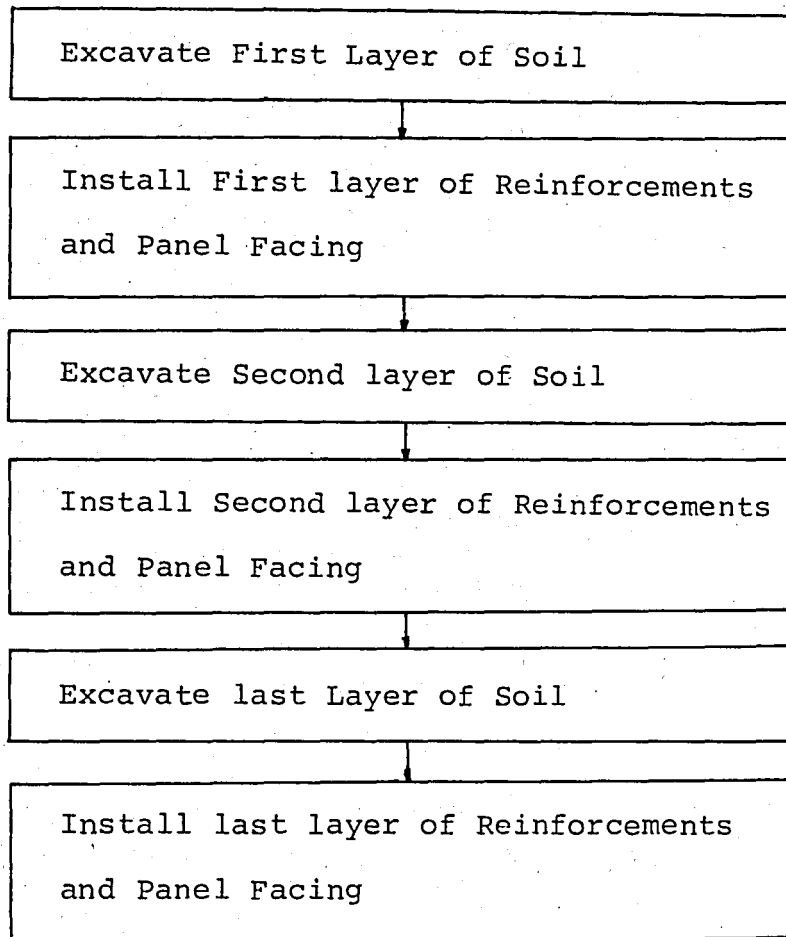 Excavate First Layer of Soil
Install First layer of Reinforcements
and Panel Facing
Excavate Second layer of Soil
Install Second layer of Reinforcements
and Panel Facing
Excavate last Layer of Soil
Install last layer of Reinforcements
and Panel Facing